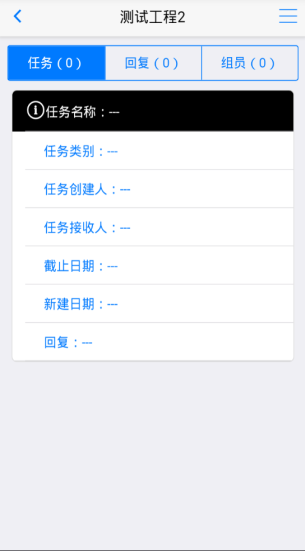 测试工程2
任务（0） 回复（0） 组员（0）
任务名称：---
任务类别：---
任务创建人：---
任务接收人：---
截止日期：---
新建日期：---
回复：---